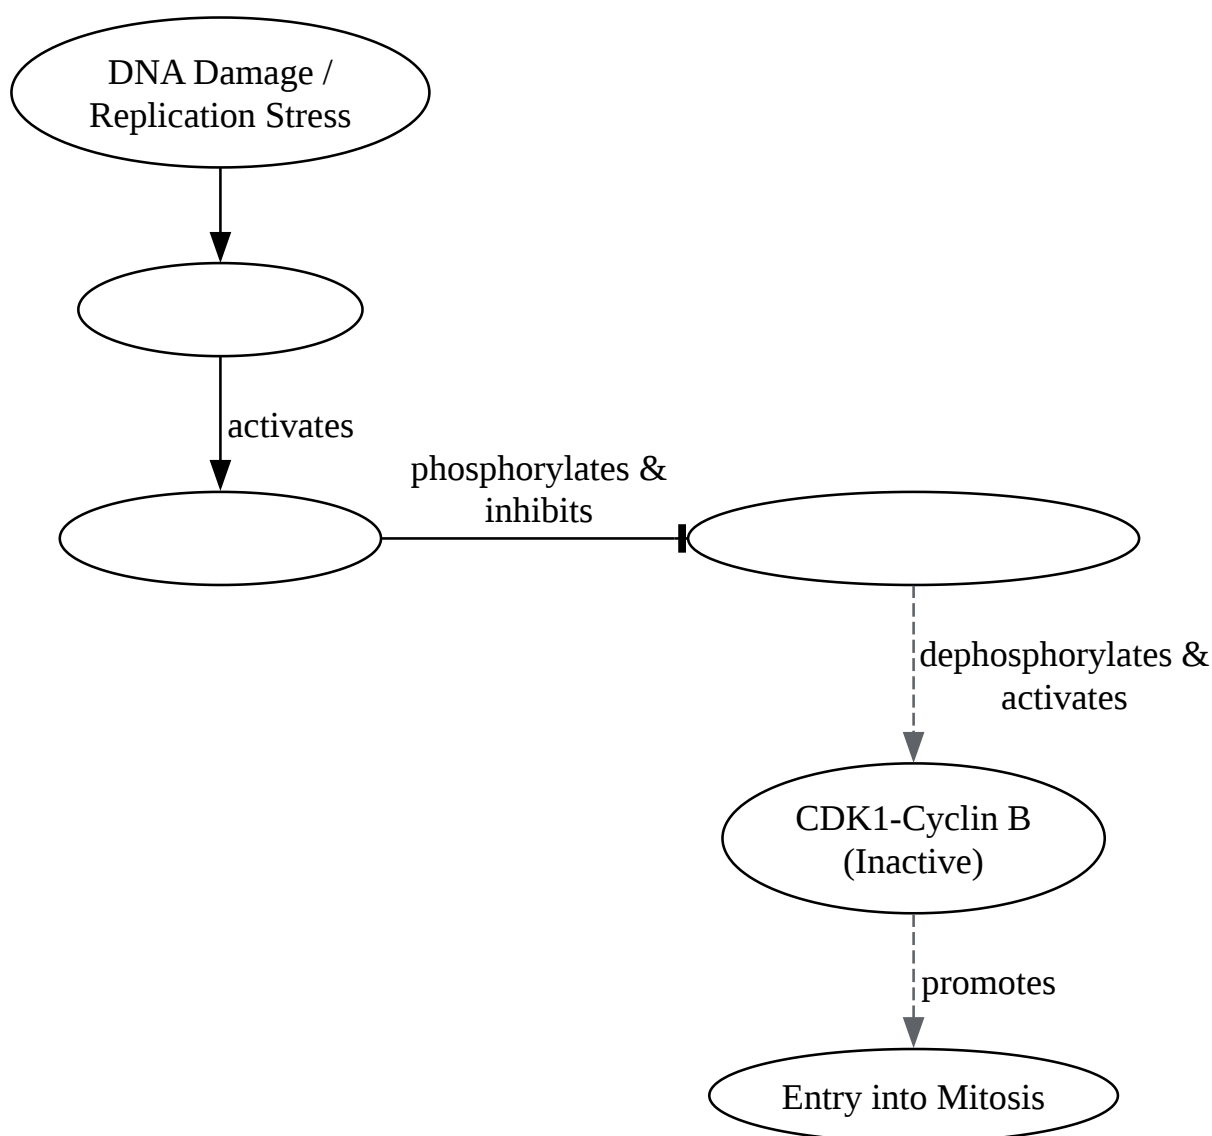 DNA Damage /
Replication Stress
activates
phosphorylates &
inhibits
dephosphorylates &
activates
CDK1-Cyclin B
(Inactive)
promotes
Entry into Mitosis